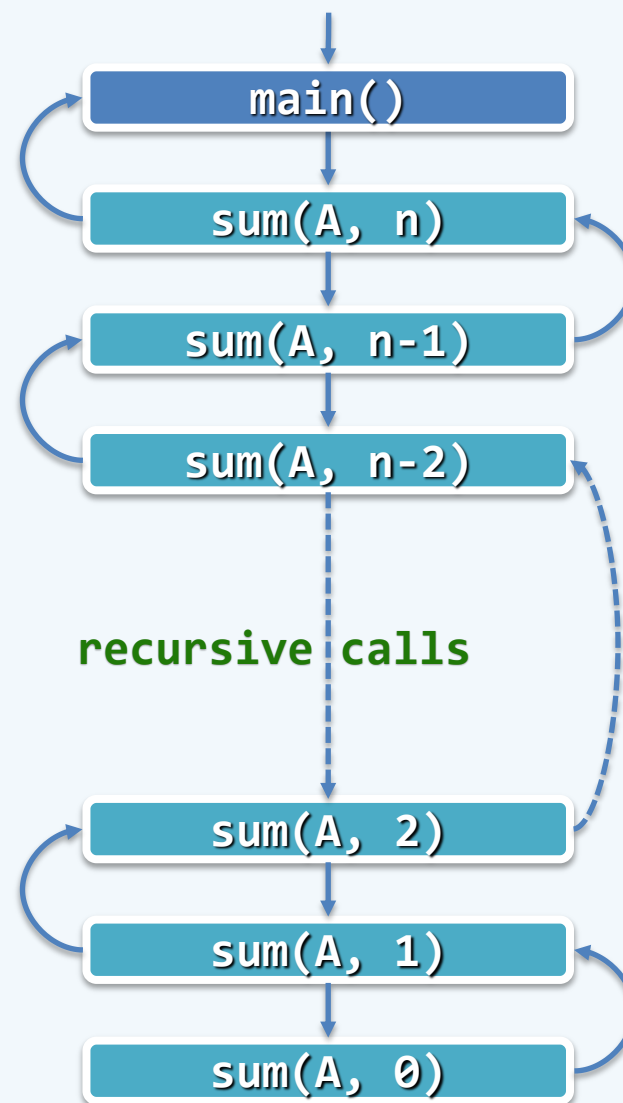 main()
sum(A, n)
sum(A, n-1)
sum(A, n-2)
recursive calls
sum(A, 2)
sum(A, 1)
sum(A, 0)